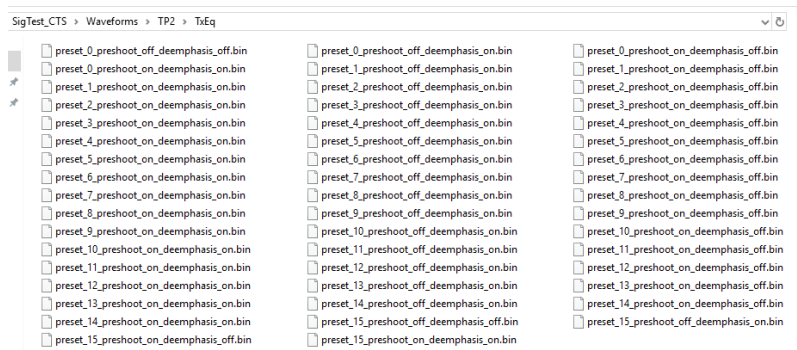 SigTest_CTS > Waveforms > TP2 > TxEq
preset_0_preshoot_off_deemphasis_off.bin
preset_0_preshoot_on_deemphasis_on.bin
preset_1_preshoot_on_deemphasis_on.bin
preset_2_preshoot_on_deemphasis_on.bin
preset_3_preshoot_on_deemphasis_on.bin
preset_4_preshoot_on_deemphasis_on.bin
preset_5_preshoot_on_deemphasis_on.bin
preset_6_preshoot_on_deemphasis_on.bin
preset_7_preshoot_on_deemphasis_on.bin
preset_8_preshoot_on_deemphasis_on.bin
preset_9_preshoot_on_deemphasis_on.bin
preset_10_preshoot_on_deemphasis_on.bin
preset_11_preshoot_on_deemphasis_on.bin
preset_12_preshoot_on_deemphasis_on.bin
preset_13_preshoot_on_deemphasis_on.bin
preset_14_preshoot_on_deemphasis_on.bin
preset_15_preshoot_on_deemphasis_off.bin
preset_0_preshoot_off_deemphasis_on.bin
preset_1_preshoot_off_deemphasis_on.bin
preset_2_preshoot_off_deemphasis_on.bin
preset_3_preshoot_off_deemphasis_on.bin
preset_4_preshoot_off_deemphasis_on.bin
preset_5_preshoot_off_deemphasis_on.bin
preset_6_preshoot_off_deemphasis_on.bin
preset_7_preshoot_off_deemphasis_on.bin
preset_8_preshoot_off_deemphasis_on.bin
preset_9_preshoot_off_deemphasis_on.bin
preset_10_preshoot_off_deemphasis_on.bin
preset_11_preshoot_off_deemphasis_on.bin
preset_12_preshoot_off_deemphasis_on.bin
preset_13_preshoot_off_deemphasis_on.bin
preset_14_preshoot_off_deemphasis_on.bin
preset_15_preshoot_off_deemphasis_off.bin
preset_15_preshoot_on_deemphasis_on.bin
preset_0_preshoot_on_deemphasis_off.bin
preset_1_preshoot_on_deemphasis_off.bin
preset_2_preshoot_on_deemphasis_off.bin
preset_3_preshoot_on_deemphasis_off.bin
preset_4_preshoot_on_deemphasis_off.bin
preset_5_preshoot_on_deemphasis_off.bin
preset_6_preshoot_on_deemphasis_off.bin
preset_7_preshoot_on_deemphasis_off.bin
preset_8_preshoot_on_deemphasis_off.bin
preset_9_preshoot_on_deemphasis_off.bin
preset_10_preshoot_on_deemphasis_off.bin
preset_11_preshoot_on_deemphasis_off.bin
preset_12_preshoot_on_deemphasis_off.bin
preset_13_preshoot_on_deemphasis_off.bin
preset_14_preshoot_on_deemphasis_off.bin
preset_15_preshoot_off_deemphasis_on.bin